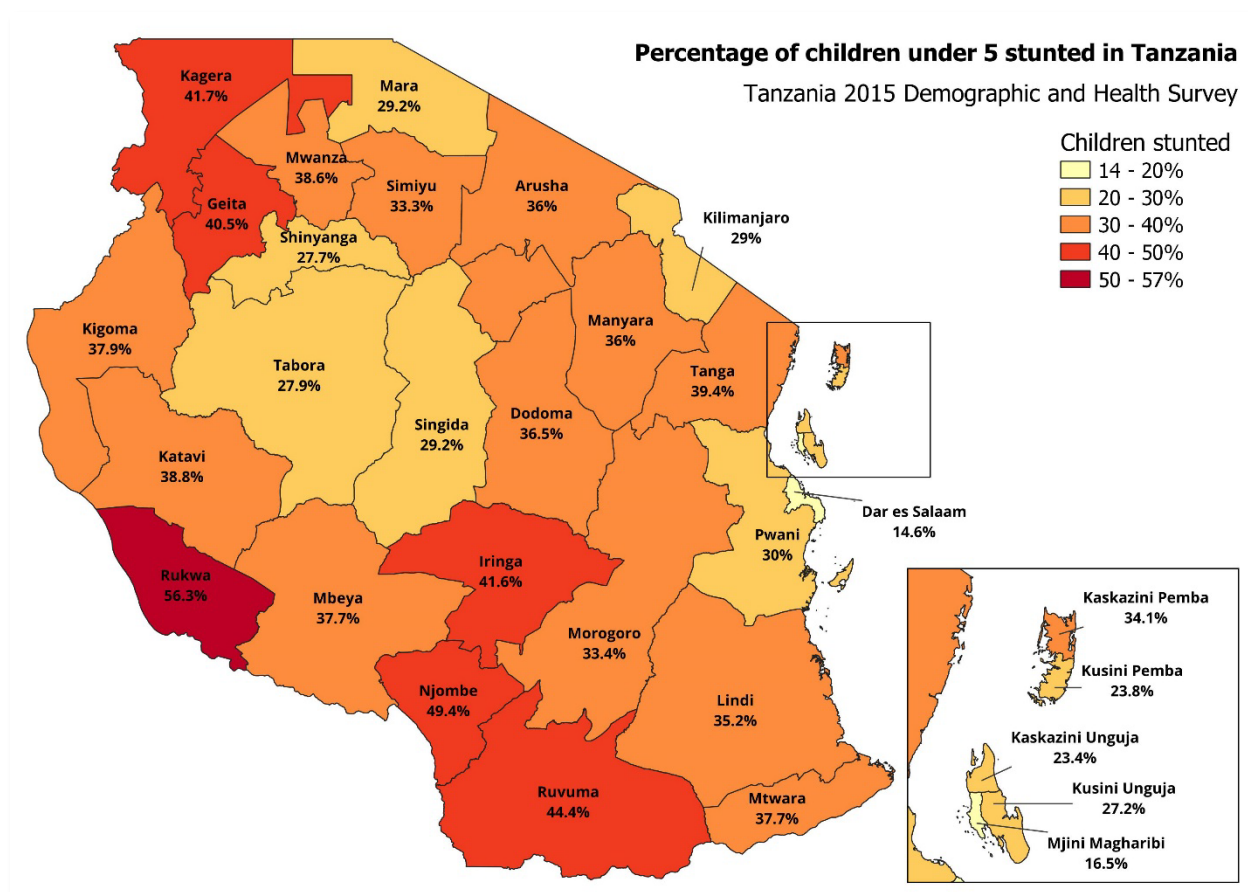 Percentage of children under 5 stunted in Tanzania
Tanzania 2015 Demographic and Health Survey
Children stunted
14 - 20%
20 - 30%
30 - 40%
40 - 50%
50 - 57%
Kagera
41.7%
Mara
29.2%
Mwanza
38.6%
Simiyu
33.3%
Arusha
36%
Geita
40.5%
Kilimanjaro
29%
Shinyanga
27.7%
Kigoma
37.9%
Manyara
36%
Tabora
27.9%
Tanga
39.4%
Singida
29.2%
Dodoma
36.5%
Katavi
38.8%
Dar es Salaam
14.6%
Pwani
30%
Rukwa
56.3%
Iringa
41.6%
Mbeya
37.7%
Morogoro
33.4%
Njombe
49.4%
Lindi
35.2%
Ruvuma
44.4%
Mtwara
37.7%
Kaskazini Pemba
34.1%
Kusini Pemba
23.8%
Kaskazini Unguja
23.4%
Kusini Unguja
27.2%
Mjini Magharibi
16.5%